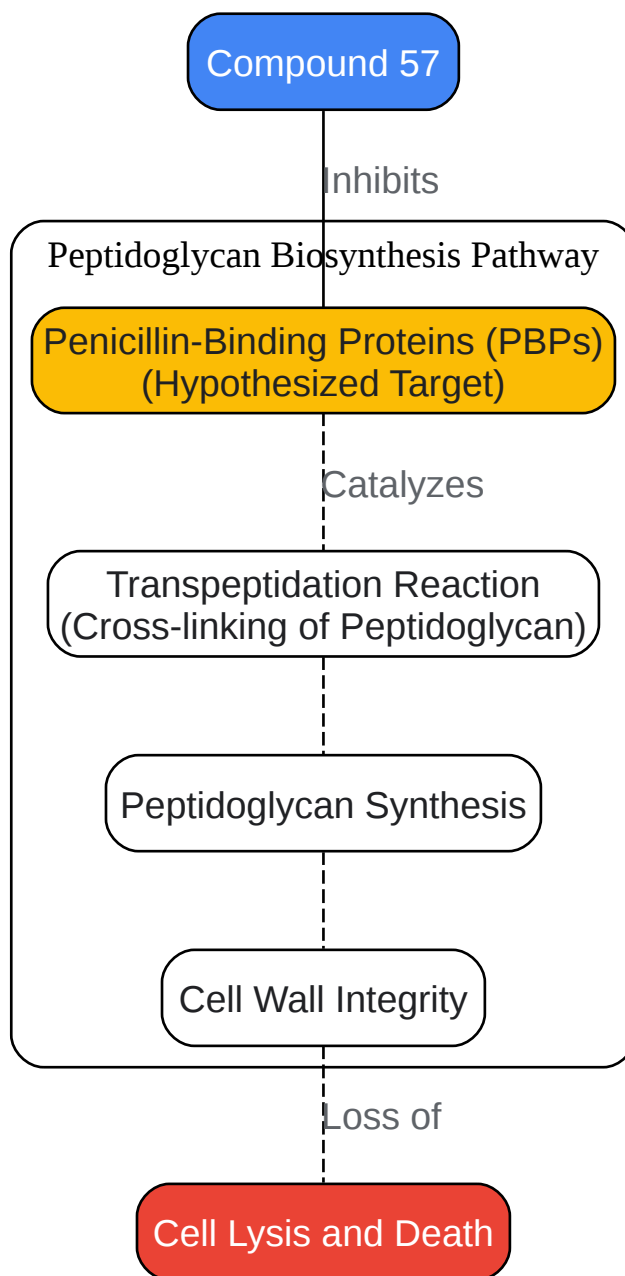 Compound 57
Inhibits
Peptidoglycan Biosynthesis Pathway
Penicillin-Binding Proteins (PBPs)
(Hypothesized Target)
Catalyzes
Transpeptidation Reaction
(Cross-linking of Peptidoglycan)
Peptidoglycan Synthesis
Cell Wall Integrity
Loss of
Cell Lysis and Death